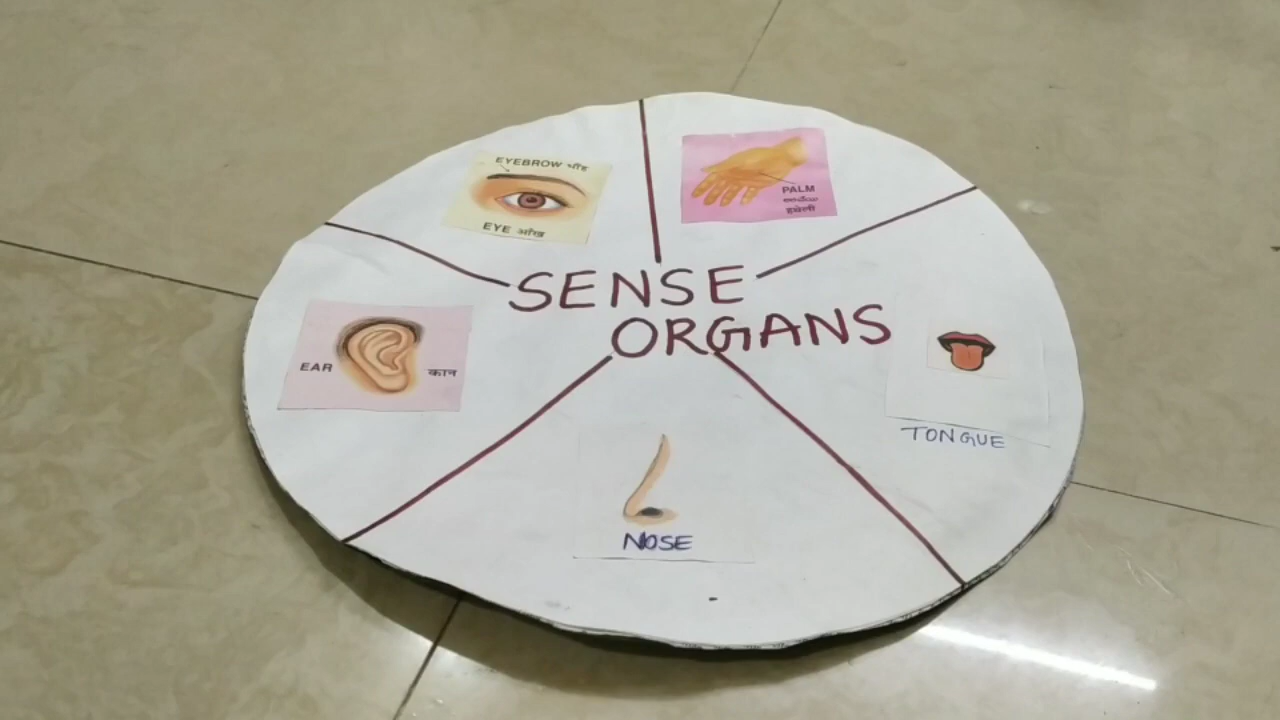 EYEBROW भौंह
EYE आँख
PALM
हथेली
SENSE
ORGANS
EAR कान
TONGUE
NOSE